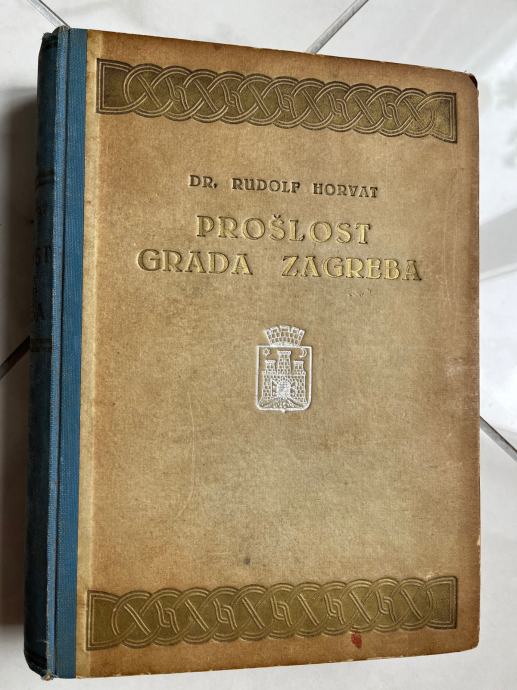 DR. RUDOLF HORVAT
PROŠLOST
GRADA ZAGREBA